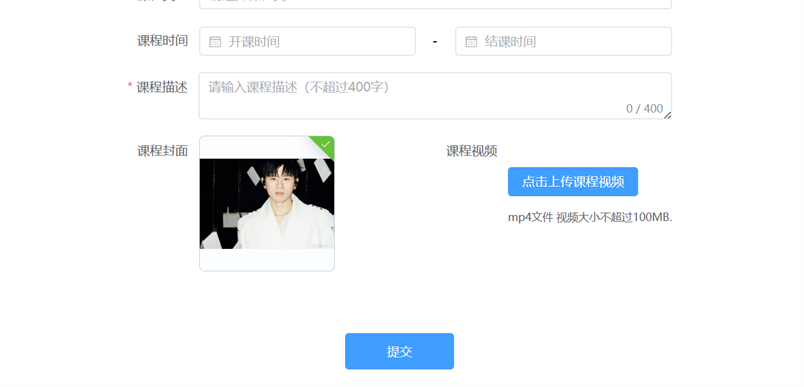 课程时间 开课时间 - 结课时间
* 课程描述 请输入课程描述（不超过400字）
0 / 400
课程封面 课程视频
点击上传课程视频
mp4文件 视频大小不超过100MB.
提交